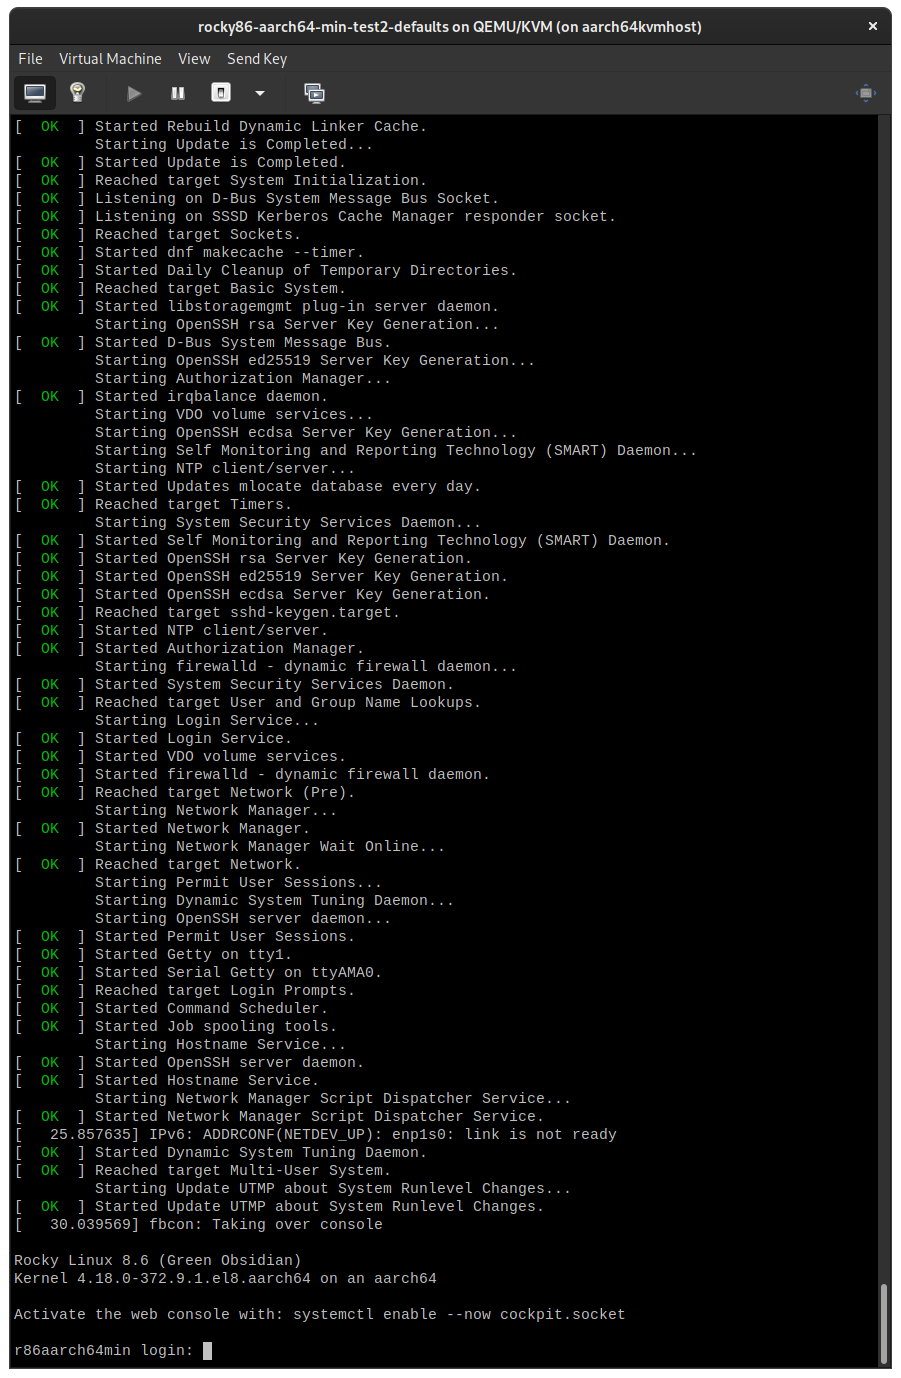 rocky86-aarch64-min-test2-defaults on QEMU/KVM (on aarch64kvmhost)
File Virtual Machine View Send Key
[  OK  ] Started Rebuild Dynamic Linker Cache.
         Starting Update is Completed...
[  OK  ] Started Update is Completed.
[  OK  ] Reached target System Initialization.
[  OK  ] Listening on D-Bus System Message Bus Socket.
[  OK  ] Listening on SSSD Kerberos Cache Manager responder socket.
[  OK  ] Reached target Sockets.
[  OK  ] Started dnf makecache --timer.
[  OK  ] Started Daily Cleanup of Temporary Directories.
[  OK  ] Reached target Basic System.
[  OK  ] Started libstoragemgmt plug-in server daemon.
         Starting OpenSSH rsa Server Key Generation...
[  OK  ] Started D-Bus System Message Bus.
         Starting OpenSSH ed25519 Server Key Generation...
         Starting Authorization Manager...
[  OK  ] Started irqbalance daemon.
         Starting VDO volume services...
         Starting OpenSSH ecdsa Server Key Generation...
         Starting Self Monitoring and Reporting Technology (SMART) Daemon...
         Starting NTP client/server...
[  OK  ] Started Updates mlocate database every day.
[  OK  ] Reached target Timers.
         Starting System Security Services Daemon...
[  OK  ] Started Self Monitoring and Reporting Technology (SMART) Daemon.
[  OK  ] Started OpenSSH rsa Server Key Generation.
[  OK  ] Started OpenSSH ed25519 Server Key Generation.
[  OK  ] Started OpenSSH ecdsa Server Key Generation.
[  OK  ] Reached target sshd-keygen.target.
[  OK  ] Started NTP client/server.
[  OK  ] Started Authorization Manager.
         Starting firewalld - dynamic firewall daemon...
[  OK  ] Started System Security Services Daemon.
[  OK  ] Reached target User and Group Name Lookups.
         Starting Login Service...
[  OK  ] Started Login Service.
[  OK  ] Started VDO volume services.
[  OK  ] Started firewalld - dynamic firewall daemon.
[  OK  ] Reached target Network (Pre).
         Starting Network Manager...
[  OK  ] Started Network Manager.
         Starting Network Manager Wait Online...
[  OK  ] Reached target Network.
         Starting Permit User Sessions...
         Starting Dynamic System Tuning Daemon...
         Starting OpenSSH server daemon...
[  OK  ] Started Permit User Sessions.
[  OK  ] Started Getty on tty1.
[  OK  ] Started Serial Getty on ttyAMA0.
[  OK  ] Reached target Login Prompts.
[  OK  ] Started Command Scheduler.
[  OK  ] Started Job spooling tools.
         Starting Hostname Service...
[  OK  ] Started OpenSSH server daemon.
[  OK  ] Started Hostname Service.
         Starting Network Manager Script Dispatcher Service...
[  OK  ] Started Network Manager Script Dispatcher Service.
[   25.857635] IPv6: ADDRCONF(NETDEV_UP): enp1s0: link is not ready
[  OK  ] Started Dynamic System Tuning Daemon.
[  OK  ] Reached target Multi-User System.
         Starting Update UTMP about System Runlevel Changes...
[  OK  ] Started Update UTMP about System Runlevel Changes.
[   30.039569] fbcon: Taking over console
Rocky Linux 8.6 (Green Obsidian)
Kernel 4.18.0-372.9.1.el8.aarch64 on an aarch64
Activate the web console with: systemctl enable --now cockpit.socket
r86aarch64min login: